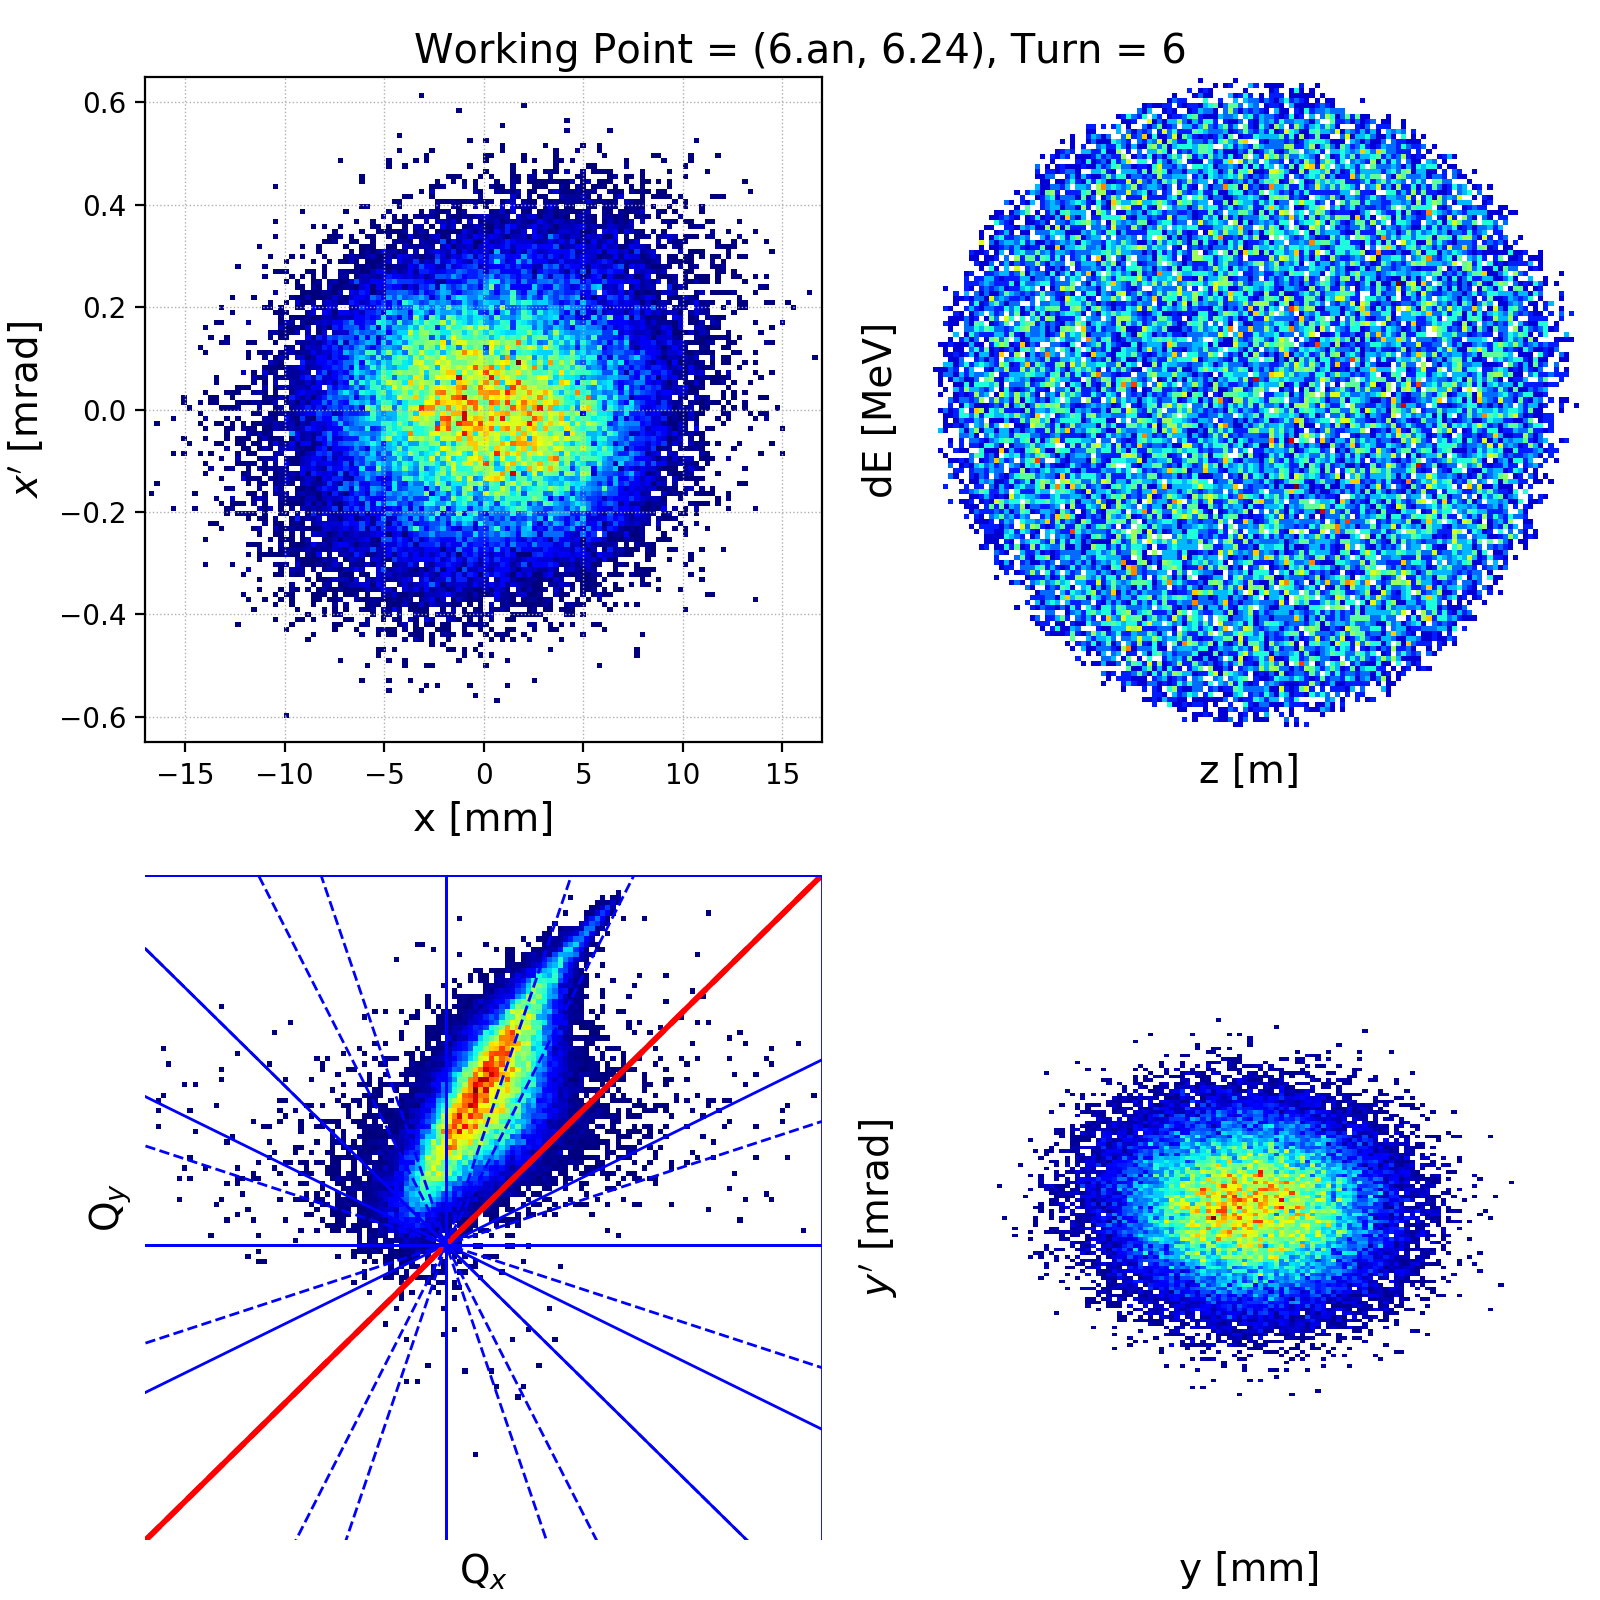 Working Point = (6.an, 6.24), Turn = 6
0.6
0.4
0.2
0.0
−0.2
−0.4
−0.6
x′ [mrad]
−15 −10 −5 0 5 10 15
x [mm]
dE [MeV]
z [m]
Qy
Qx
y′ [mrad]
y [mm]